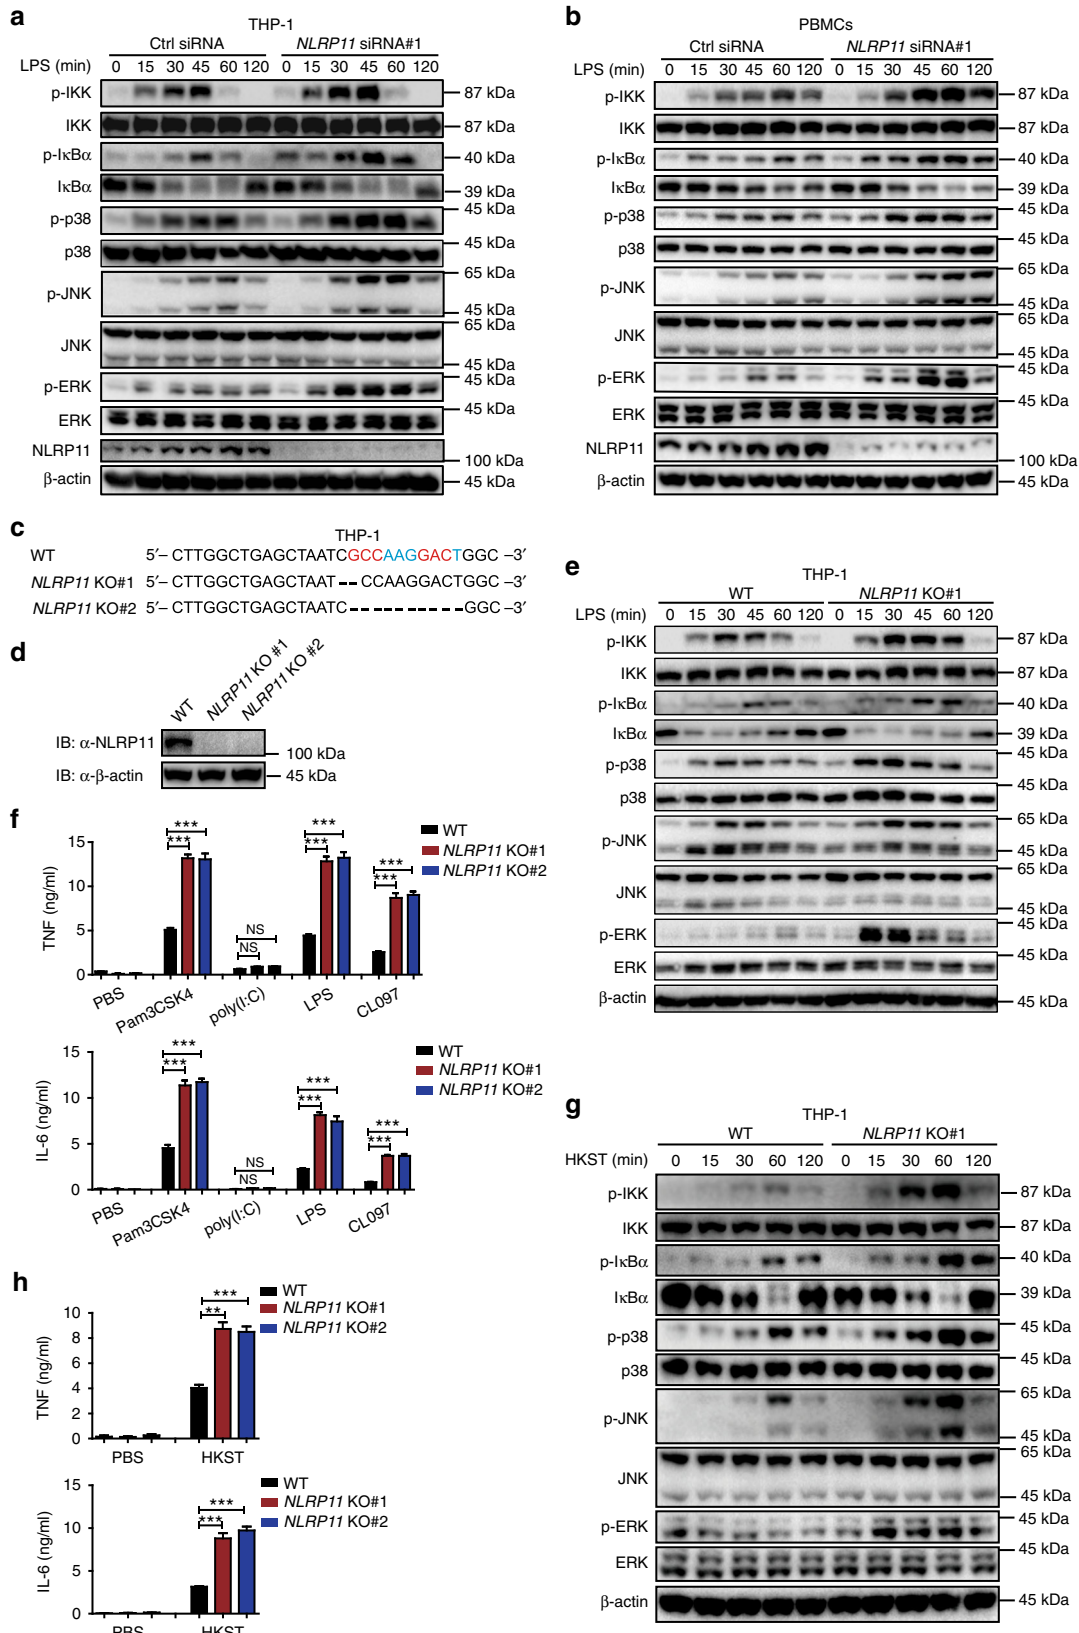 a
THP-1
Ctrl siRNA NLRP11 siRNA#1
LPS (min) 0 15 30 45 60 120 0 15 30 45 60 120
p-IKK 87 kDa
IKK 87 kDa
p-IκBα 40 kDa
IκBα 39 kDa
p-p38 45 kDa
p38 45 kDa
p-JNK 65 kDa
45 kDa
JNK 65 kDa
45 kDa
p-ERK 45 kDa
ERK 45 kDa
NLRP11 100 kDa
β-actin 45 kDa
b
PBMCs
Ctrl siRNA NLRP11 siRNA#1
LPS (min) 0 15 30 45 60 120 0 15 30 45 60 120
p-IKK 87 kDa
IKK 87 kDa
p-IκBα 40 kDa
IκBα 39 kDa
p-p38 45 kDa
p38 45 kDa
p-JNK 65 kDa
45 kDa
JNK 65 kDa
45 kDa
p-ERK 45 kDa
ERK 45 kDa
NLRP11 100 kDa
β-actin 45 kDa
c
THP-1
WT 5′– CTTGGCTGAGCTAATCGCCAAGGACTGGC –3′
NLRP11 KO#1 5′– CTTGGCTGAGCTAAT -- CCAAGGACTGGC –3′
NLRP11 KO#2 5′– CTTGGCTGAGCTAATC----------GGC –3′
d
WT NLRP11 KO #1 NLRP11 KO #2
IB: α-NLRP11 100 kDa
IB: α-β-actin 45 kDa
e
THP-1
WT NLRP11 KO#1
LPS (min) 0 15 30 45 60 120 0 15 30 45 60 120
p-IKK 87 kDa
IKK 87 kDa
p-IκBα 40 kDa
IκBα 39 kDa
p-p38 45 kDa
p38 45 kDa
p-JNK 65 kDa
45 kDa
JNK 65 kDa
45 kDa
p-ERK 45 kDa
ERK 45 kDa
β-actin 45 kDa
f
WT
NLRP11 KO#1
NLRP11 KO#2
TNF (ng/ml)
15
10
5
0
*** *** NS NS *** *** *** ***
PBS Pam3CSK4 poly(I:C) LPS CL097
WT
NLRP11 KO#1
NLRP11 KO#2
IL-6 (ng/ml)
15
10
5
0
*** *** NS NS *** *** *** ***
PBS Pam3CSK4 poly(I:C) LPS CL097
g
THP-1
WT NLRP11 KO#1
HKST (min) 0 15 30 60 120 0 15 30 60 120
p-IKK 87 kDa
IKK 87 kDa
p-IκBα 40 kDa
IκBα 39 kDa
p-p38 45 kDa
p38 45 kDa
p-JNK 65 kDa
45 kDa
JNK 65 kDa
45 kDa
p-ERK 45 kDa
ERK 45 kDa
β-actin 45 kDa
h
WT
NLRP11 KO#1
NLRP11 KO#2
TNF (ng/ml)
10
8
6
4
2
0
*** **
PBS HKST
WT
NLRP11 KO#1
NLRP11 KO#2
IL-6 (ng/ml)
15
10
5
0
*** ***
PBS HKST